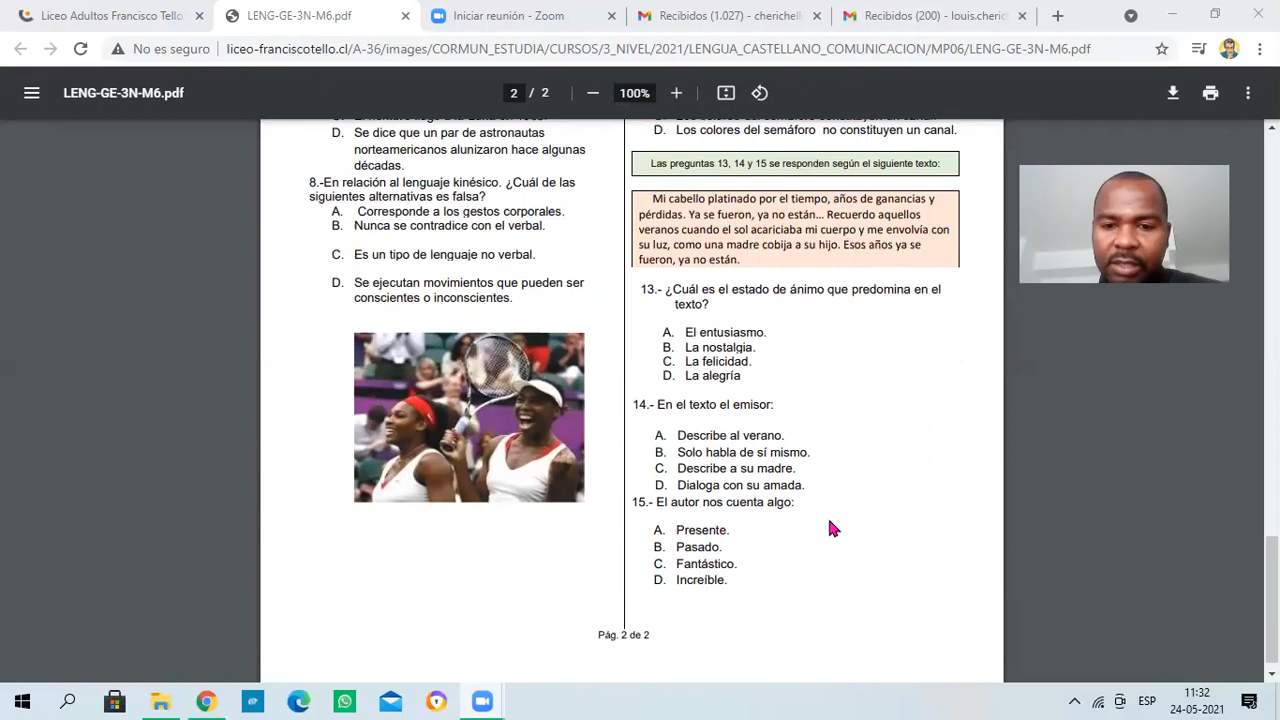 Liceo Adultos Francisco Tello
LENG-GE-3N-M6.pdf
Iniciar reunión - Zoom
Recibidos (1.027) - cherichell
Recibidos (200) - louis.cheric
No es seguro
liceo-franciscotello.cl/A-36/images/CORMUN_ESTUDIA/CURSOS/3_NIVEL/2021/LENGUA_CASTELLANO_COMUNICACION/MP06/LENG-GE-3N-M6.pdf
LENG-GE-3N-M6.pdf
2 / 2
100%
D. Se dice que un par de astronautas
norteamericanos alunizaron hace algunas
décadas.
8.-En relación al lenguaje kinésico. ¿Cuál de las
siguientes alternativas es falsa?
A. Corresponde a los gestos corporales.
B. Nunca se contradice con el verbal.
C. Es un tipo de lenguaje no verbal.
D. Se ejecutan movimientos que pueden ser
conscientes o inconscientes.
D. Los colores del semáforo no constituyen un canal.
Las preguntas 13, 14 y 15 se responden según el siguiente texto:
Mi cabello platinado por el tiempo, años de ganancias y
pérdidas. Ya se fueron, ya no están... Recuerdo aquellos
veranos cuando el sol acariciaba mi cuerpo y me envolvía con
su luz, como una madre cobija a su hijo. Esos años ya se
fueron, ya no están.
13.- ¿Cuál es el estado de ánimo que predomina en el
texto?
A. El entusiasmo.
B. La nostalgia.
C. La felicidad.
D. La alegría
14.- En el texto el emisor:
A. Describe al verano.
B. Solo habla de sí mismo.
C. Describe a su madre.
D. Dialoga con su amada.
15.- El autor nos cuenta algo:
A. Presente.
B. Pasado.
C. Fantástico.
D. Increíble.
Pág. 2 de 2
ESP
11:32
24-05-2021